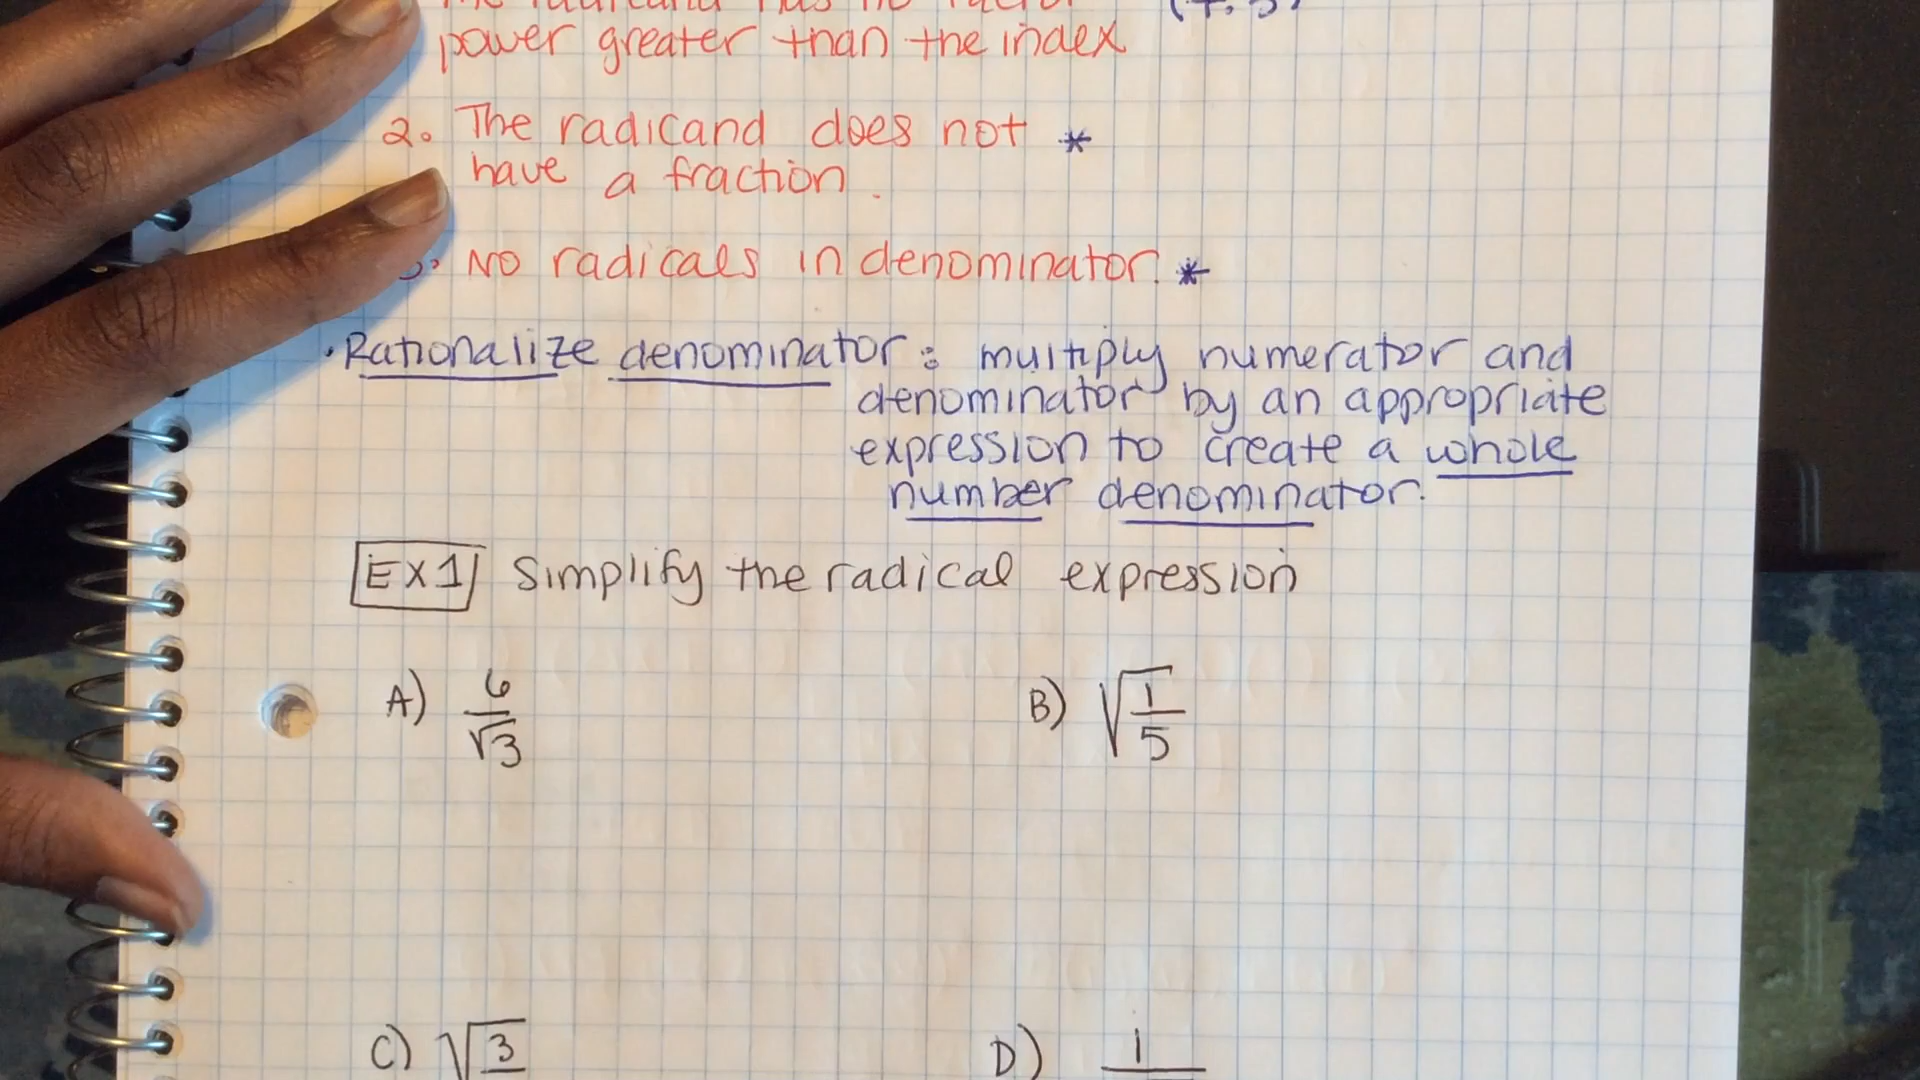 power greater than the index
2. The radicand does not *
have a fraction.
No radicals in denominator. *
· Rationalize denominator: multiply numerator and
denominator by an appropriate
expression to create a whole
number denominator.
EX1 Simplify the radical expression
A) 6/√3
B) √(1/5)
C) √3
D) 1